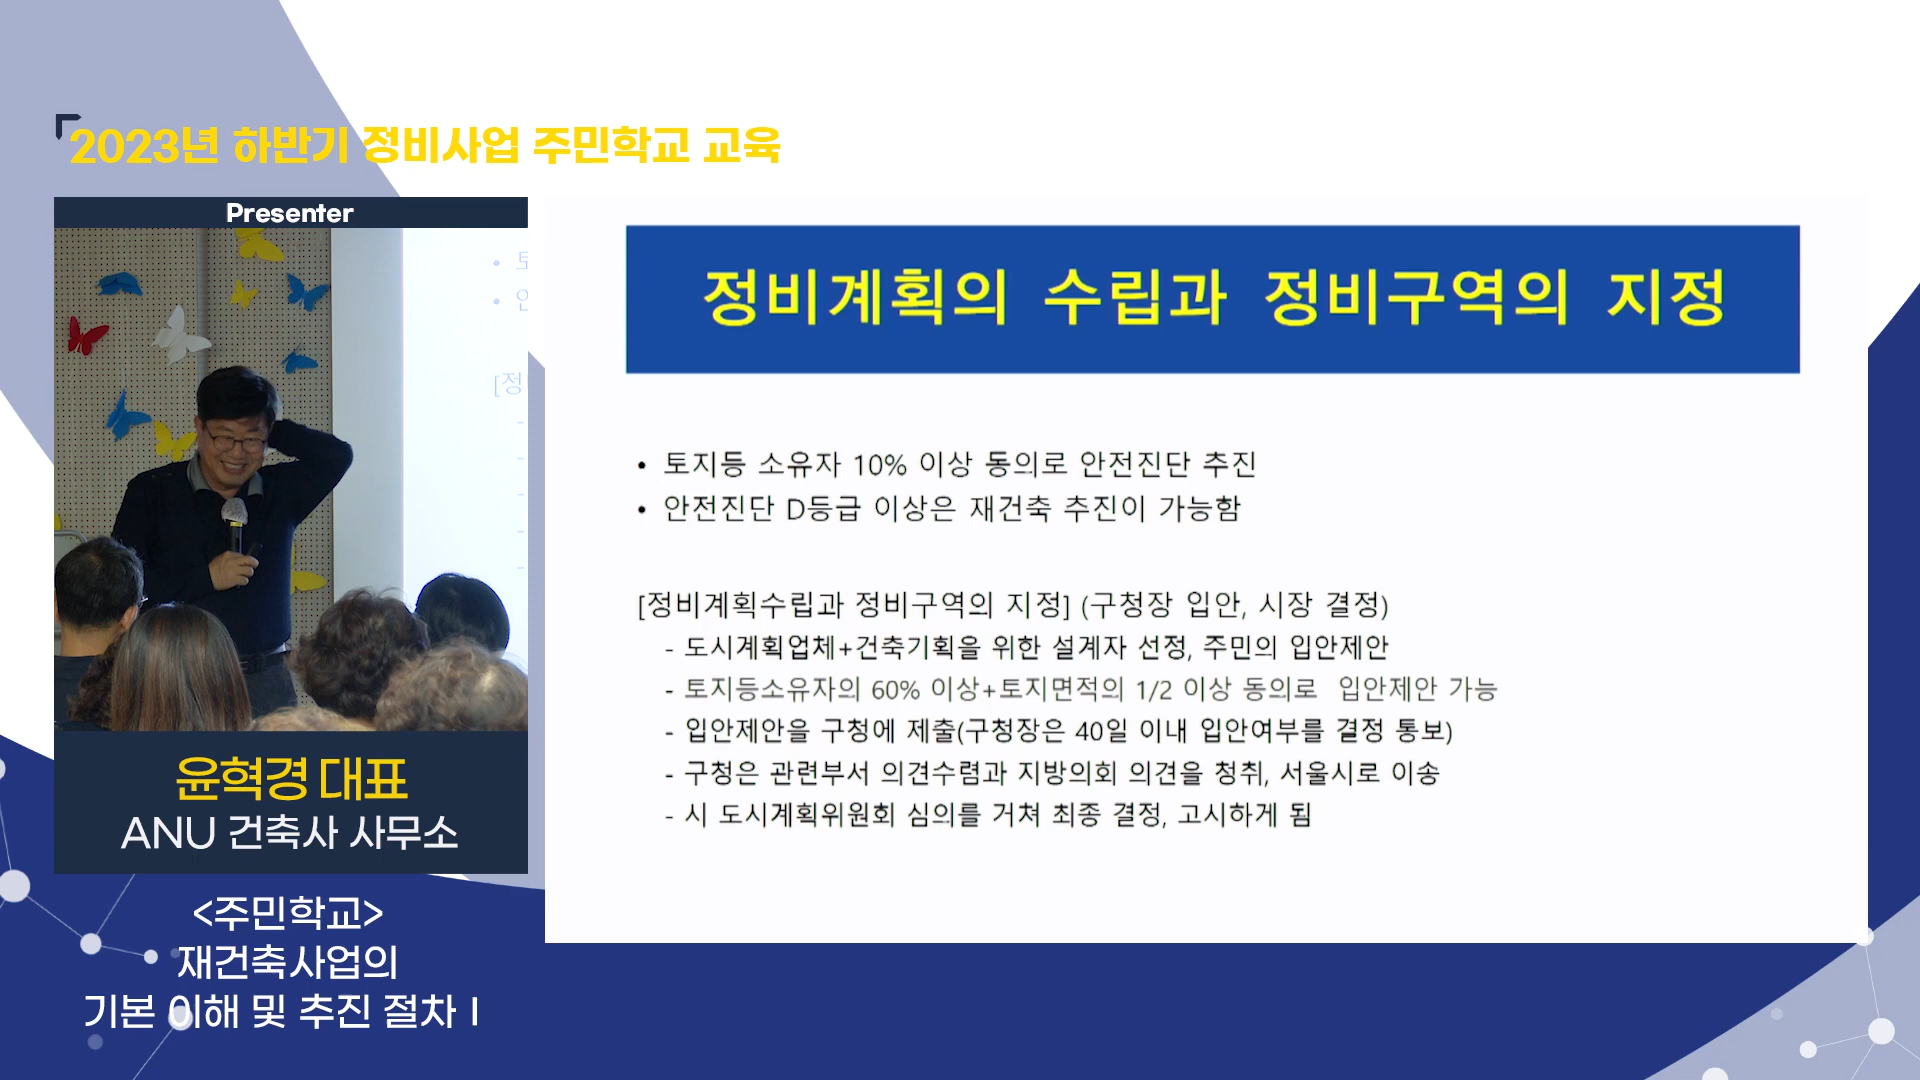 2023년 하반기 정비사업 주민학교 교육
Presenter
• 토
• 안
[정
윤혁경 대표
ANU 건축사 사무소
<주민학교>
재건축사업의
기본 이해 및 추진 절차 I
정비계획의 수립과 정비구역의 지정
• 토지등 소유자 10% 이상 동의로 안전진단 추진
• 안전진단 D등급 이상은 재건축 추진이 가능함
[정비계획수립과 정비구역의 지정] (구청장 입안, 시장 결정)
- 도시계획업체+건축기획을 위한 설계자 선정, 주민의 입안제안
- 토지등소유자의 60% 이상+토지면적의 1/2 이상 동의로 입안제안 가능
- 입안제안을 구청에 제출(구청장은 40일 이내 입안여부를 결정 통보)
- 구청은 관련부서 의견수렴과 지방의회 의견을 청취, 서울시로 이송
- 시 도시계획위원회 심의를 거쳐 최종 결정, 고시하게 됨